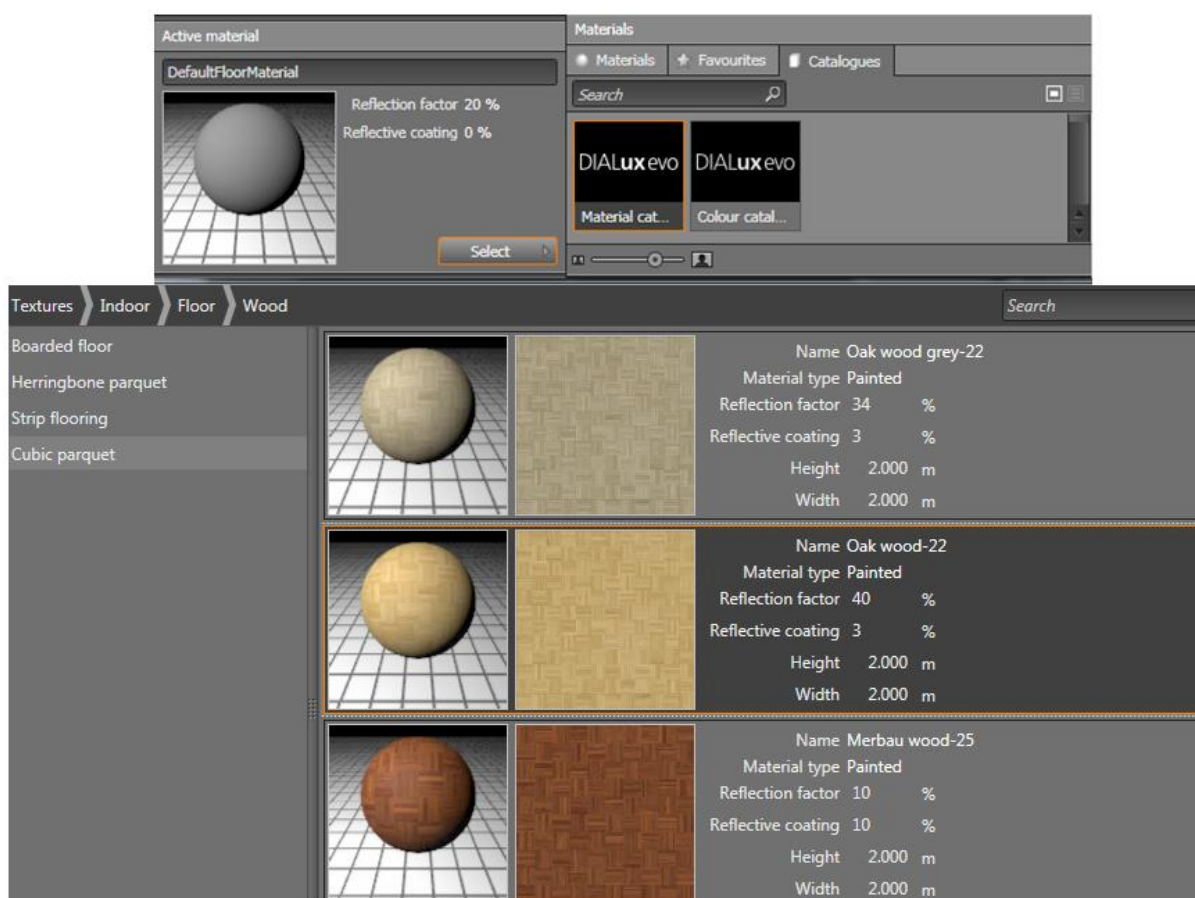 Active material
DefaultFloorMaterial
Reflection factor 20 %
Reflective coating 0 %
Select
Materials
Materials Favourites Catalogues
Search
DIALux evo DIALux evo
Material cat... Colour catal...
Textures Indoor Floor Wood
Search
Boarded floor
Herringbone parquet
Strip flooring
Cubic parquet
Name Oak wood grey-22
Material type Painted
Reflection factor 34 %
Reflective coating 3 %
Height 2.000 m
Width 2.000 m
Name Oak wood-22
Material type Painted
Reflection factor 40 %
Reflective coating 3 %
Height 2.000 m
Width 2.000 m
Name Merbau wood-25
Material type Painted
Reflection factor 10 %
Reflective coating 10 %
Height 2.000 m
Width 2.000 m